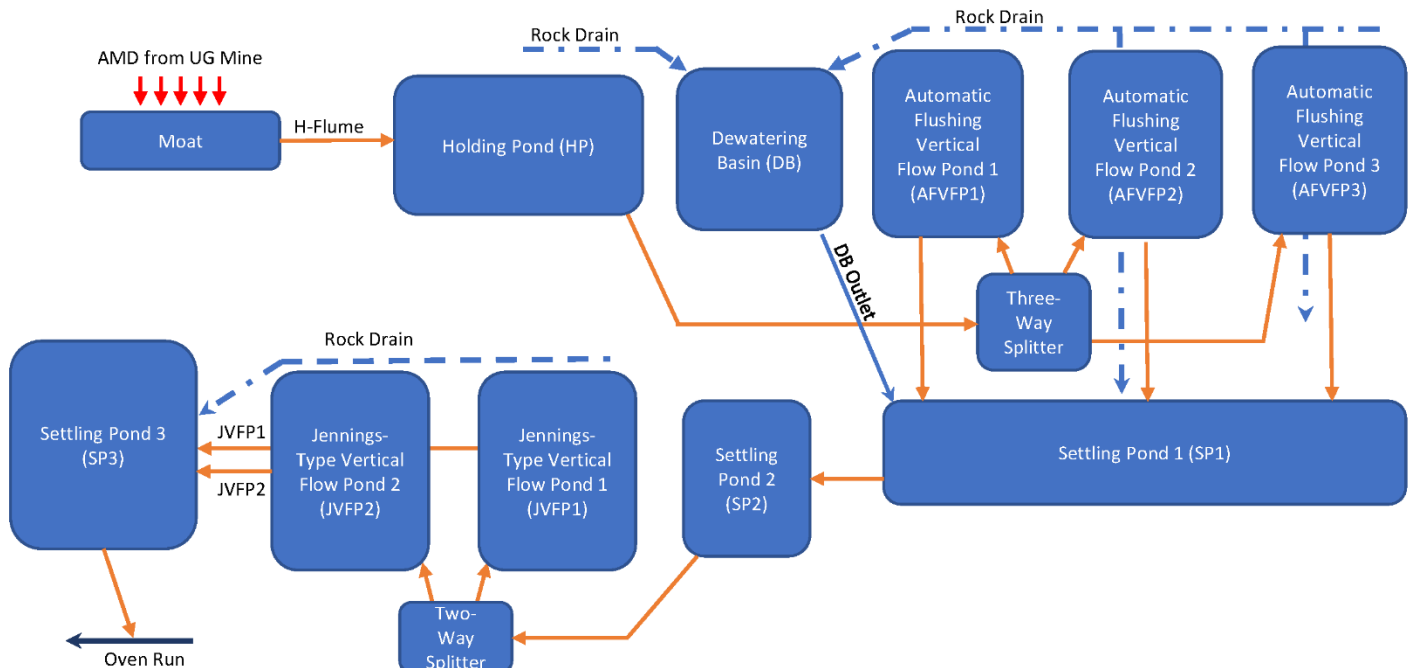 Rock Drain
Rock Drain
AMD from UG Mine
Moat
H-Flume
Holding Pond (HP)
Dewatering
Basin (DB)
Automatic
Flushing
Vertical
Flow Pond 1
(AFVFP1)
Automatic
Flushing
Vertical
Flow Pond 2
(AFVFP2)
Automatic
Flushing
Vertical
Flow Pond 3
(AFVFP3)
DB Outlet
Three-
Way
Splitter
Rock Drain
Settling Pond 3
(SP3)
JVFP1
JVFP2
Jennings-
Type Vertical
Flow Pond 2
(JVFP2)
Jennings-
Type Vertical
Flow Pond 1
(JVFP1)
Settling
Pond 2
(SP2)
Settling Pond 1 (SP1)
Two-
Way
Splitter
Oven Run